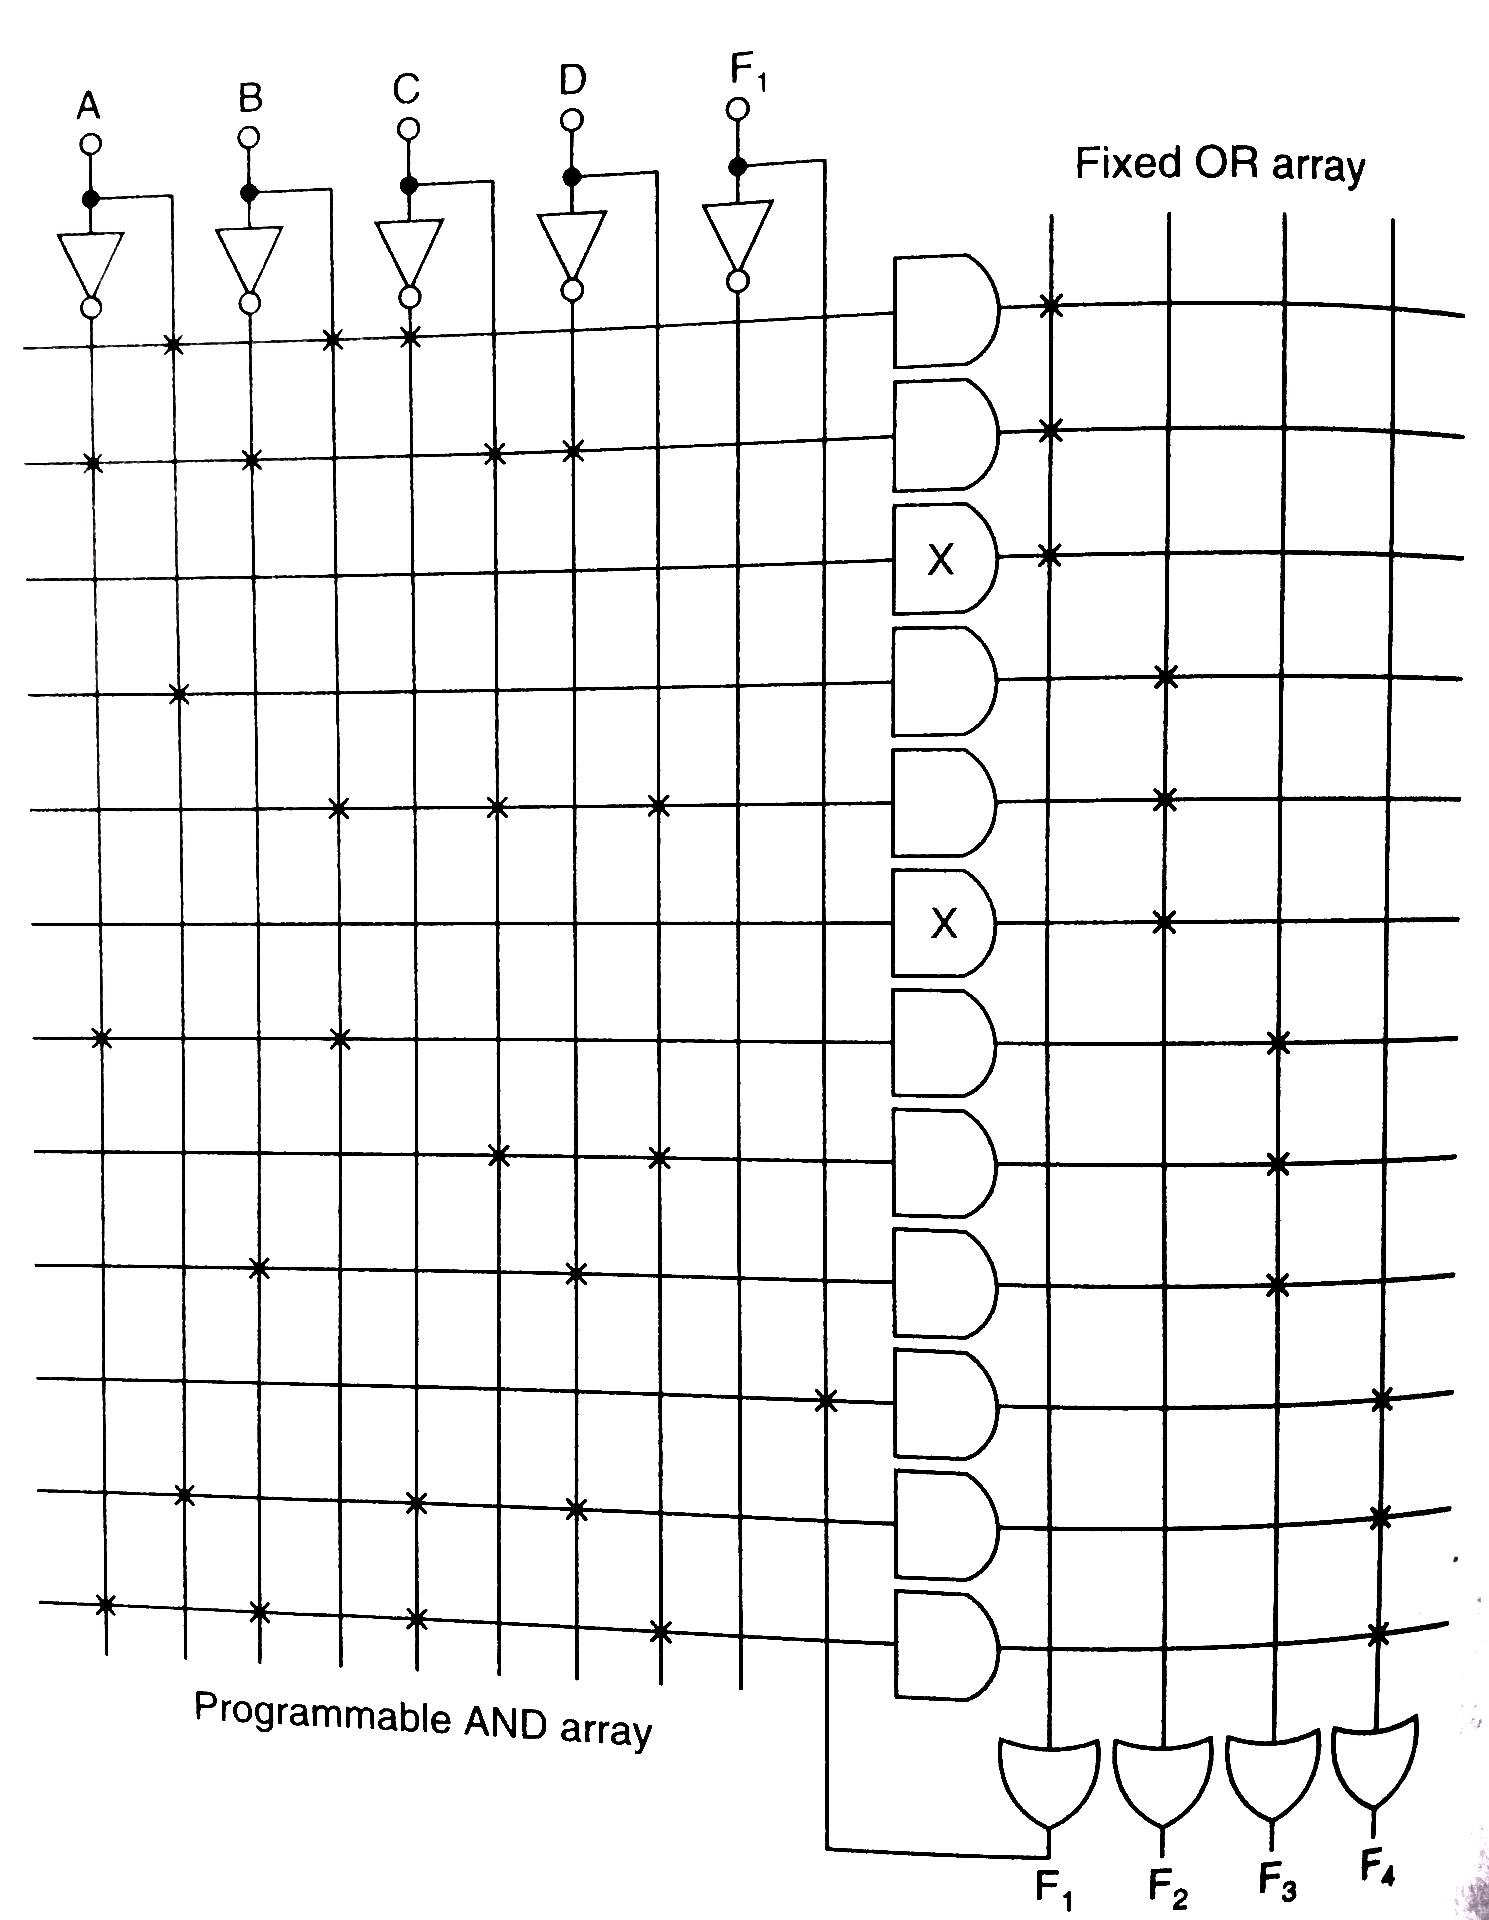 A B C D F₁
Fixed OR array
X
X
Programmable AND array
F₁ F₂ F₃ F₄